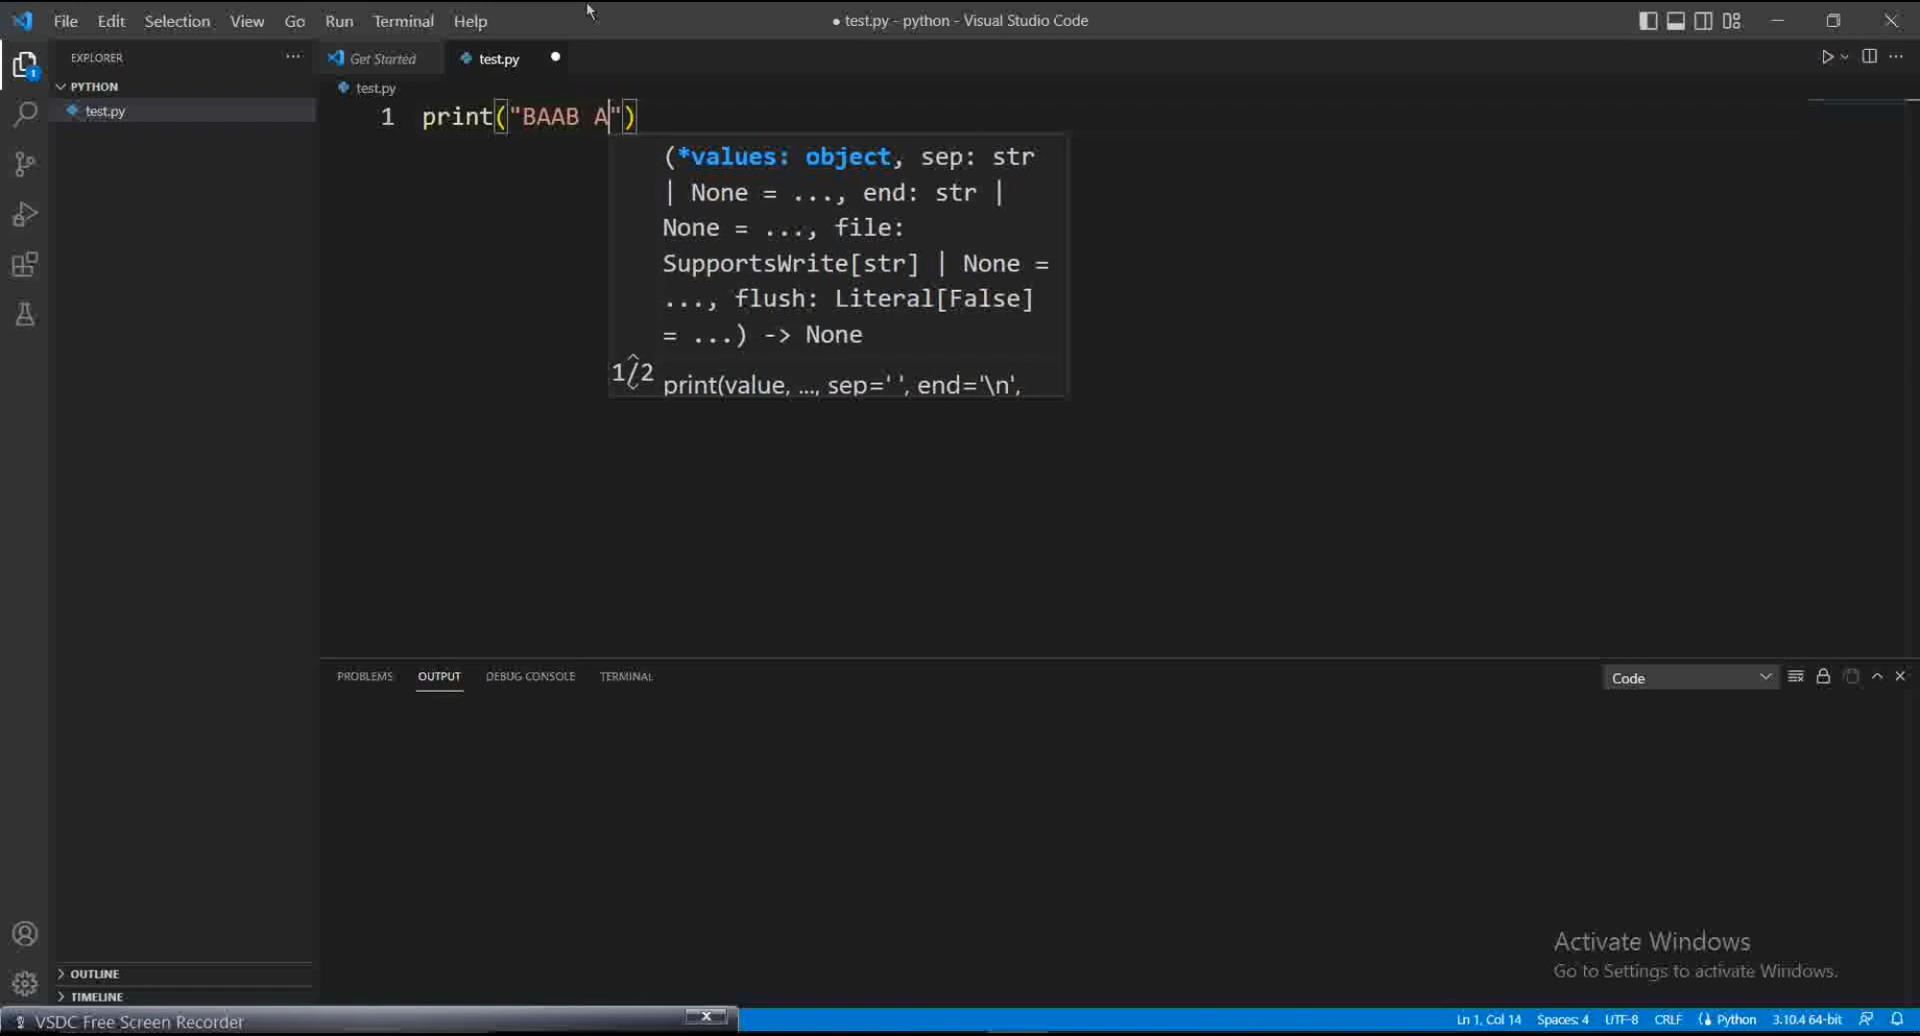 File Edit Selection View Go Run Terminal Help
● test.py - python - Visual Studio Code
EXPLORER
Get Started
test.py
PYTHON
test.py
test.py
1 print("BAAB A")
(*values: object, sep: str
| None = ..., end: str |
None = ..., file:
SupportsWrite[str] | None =
..., flush: Literal[False]
= ...) -> None
1/2
print(value, ..., sep=' ', end='\n',
PROBLEMS OUTPUT DEBUG CONSOLE TERMINAL
Code
Activate Windows
Go to Settings to activate Windows.
OUTLINE
TIMELINE
VSDC Free Screen Recorder
Ln 1, Col 14 Spaces: 4 UTF-8 CRLF Python 3.10.4 64-bit